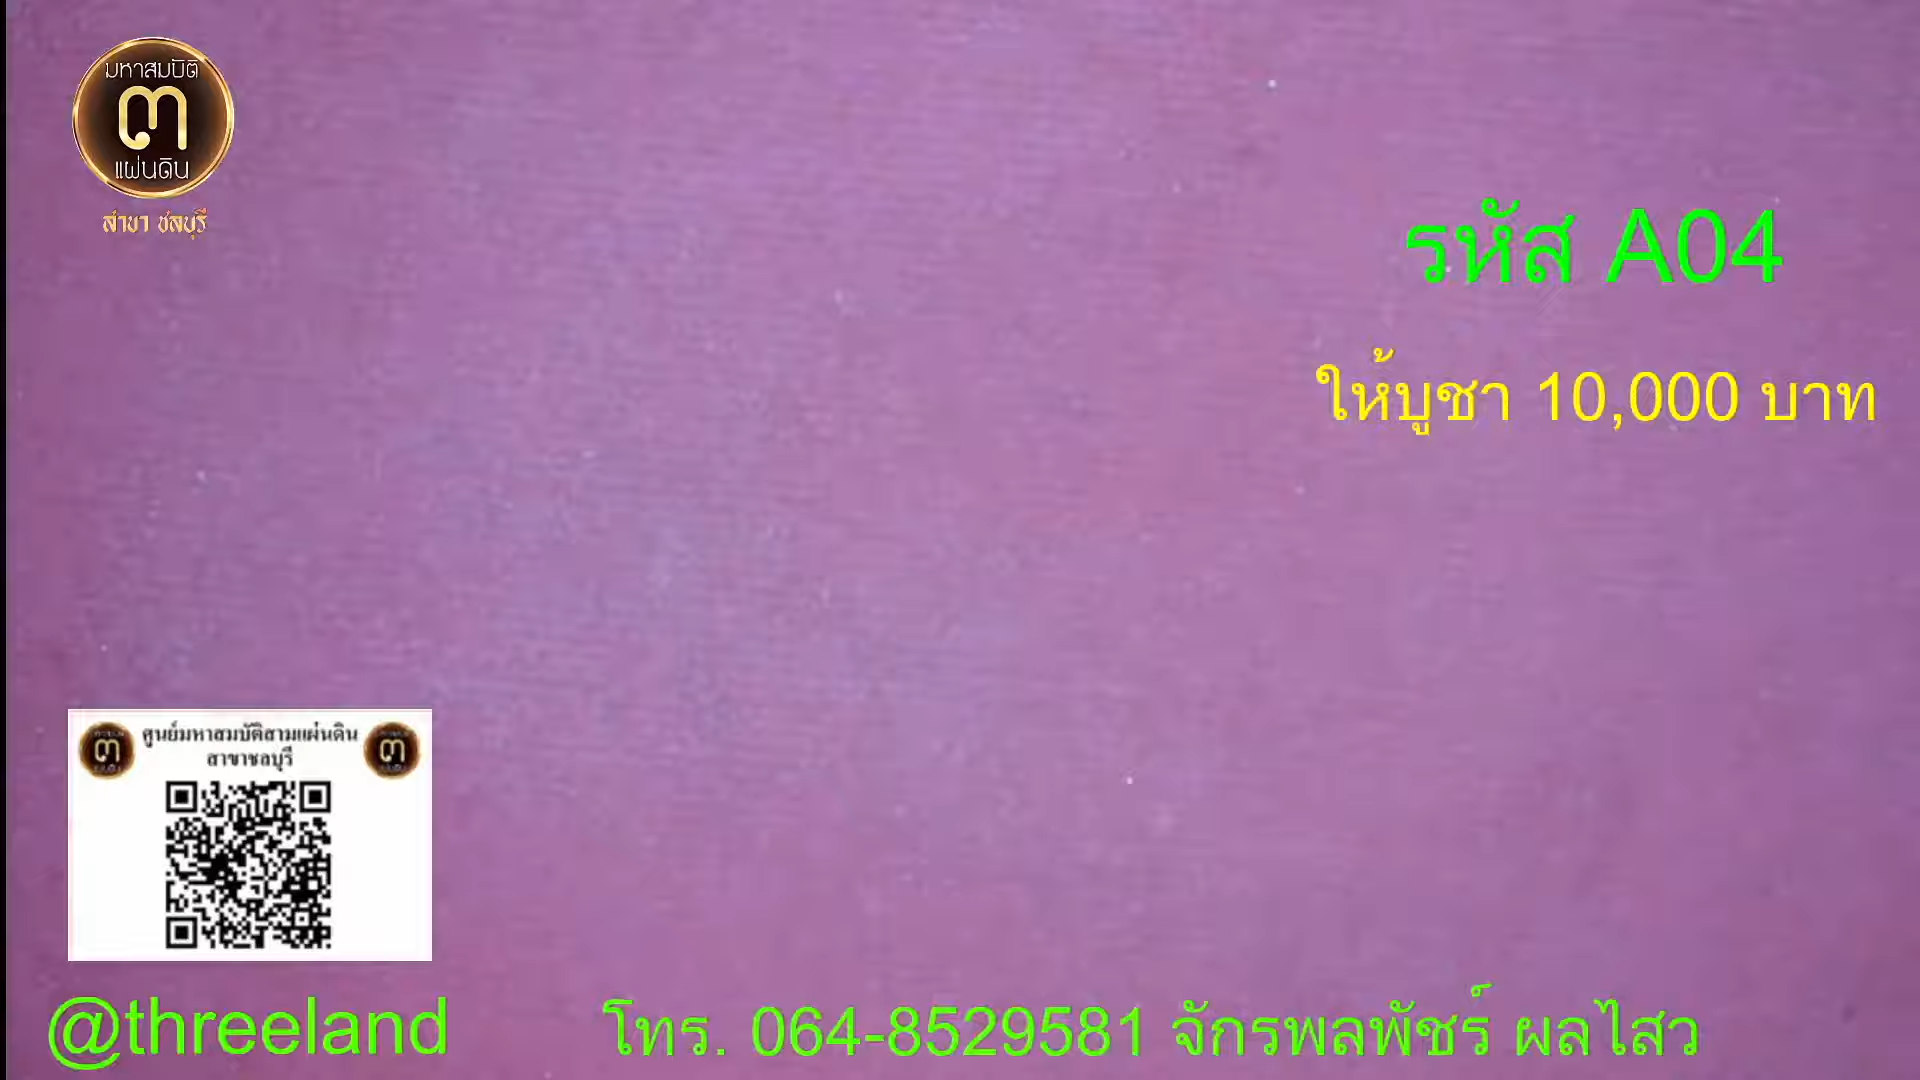 มหาสมบัติ
๓
แผ่นดิน
สาขา ชลบุรี
รหัส A04
ให้บูชา 10,000 บาท
ศูนย์มหาสมบัติสามแผ่นดิน
สาขาชลบุรี
๓
๓
@threeland
โทร. 064-8529581 จักรพลพัชร์ ผลไสว